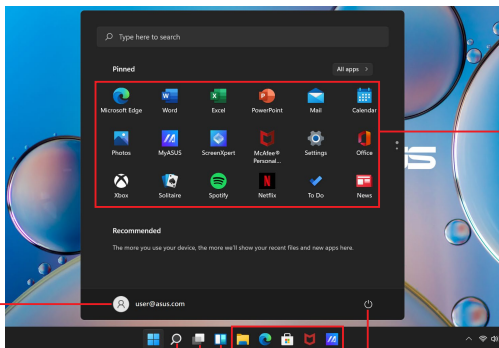 Type here to search
Pinned
All apps >
Microsoft Edge Word Excel PowerPoint Mail Calendar
Photos MyASUS ScreenXpert McAfee® Personal... Settings Office
Xbox Solitaire Spotify Netflix To Do News
Recommended
The more you use your device, the more we'll show your recent files and new apps here.
user@asus.com